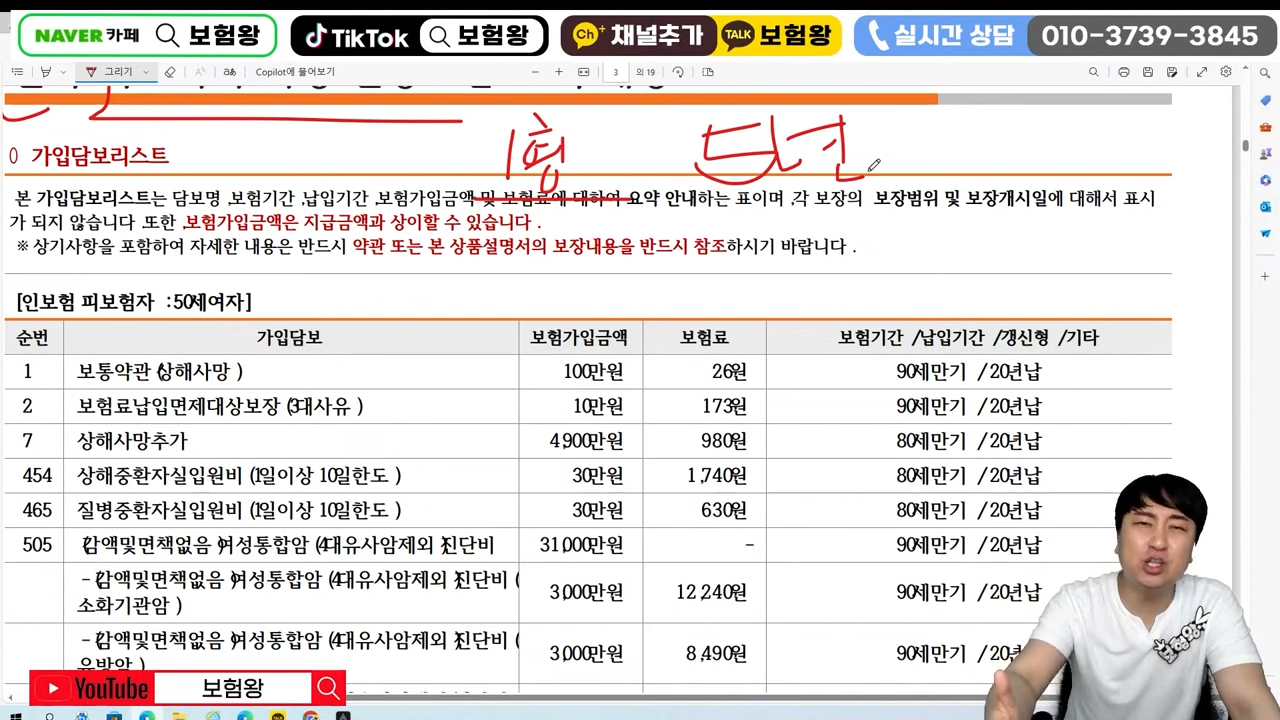 NAVER 카페 보험왕
TikTok 보험왕
Ch+ 채널추가 TALK 보험왕
실시간 상담 010-3739-3845
그리기
가あ
Copilot에 물어보기
3 의 19
1형 5년
가입담보리스트
본 가입담보리스트는 담보명 ,보험기간 ,납입기간 ,보험가입금액 및 보험료에 대하여 요약 안내하는 표이며 ,각 보장의 보장범위 및 보장개시일에 대해서 표시
가 되지 않습니다 .또한 ,보험가입금액은 지급금액과 상이할 수 있습니다 .
※ 상기사항을 포함하여 자세한 내용은 반드시 약관 또는 본 상품설명서의 보장내용을 반드시 참조하시기 바랍니다 .
[인보험 피보험자 : 50세여자]
순번 가입담보 보험가입금액 보험료 보험기간 /납입기간 /갱신형 /기타
1 보통약관 (상해사망 ) 100만원 26원 90세만기 / 20년납
2 보험료납입면제대상보장 (3대사유 ) 10만원 173원 90세만기 / 20년납
7 상해사망추가 4,900만원 980원 80세만기 / 20년납
454 상해중환자실입원비 (1일이상 10일한도 ) 30만원 1,740원 80세만기 / 20년납
465 질병중환자실입원비 (1일이상 10일한도 ) 30만원 630원 80세만기 / 20년납
505 (감액및면책없음 )여성통합암 (4대유사암제외 )진단비 31,000만원 - 90세만기 / 20년납
- (감액및면책없음 )여성통합암 (4대유사암제외 )진단비 (
소화기관암 ) 3,000만원 12,240원 90세만기 / 20년납
- (감액및면책없음 )여성통합암 (4대유사암제외 )진단비 (
유방암 ) 3,000만원 8,490원 90세만기 / 20년
보험왕
YouTube 보험왕